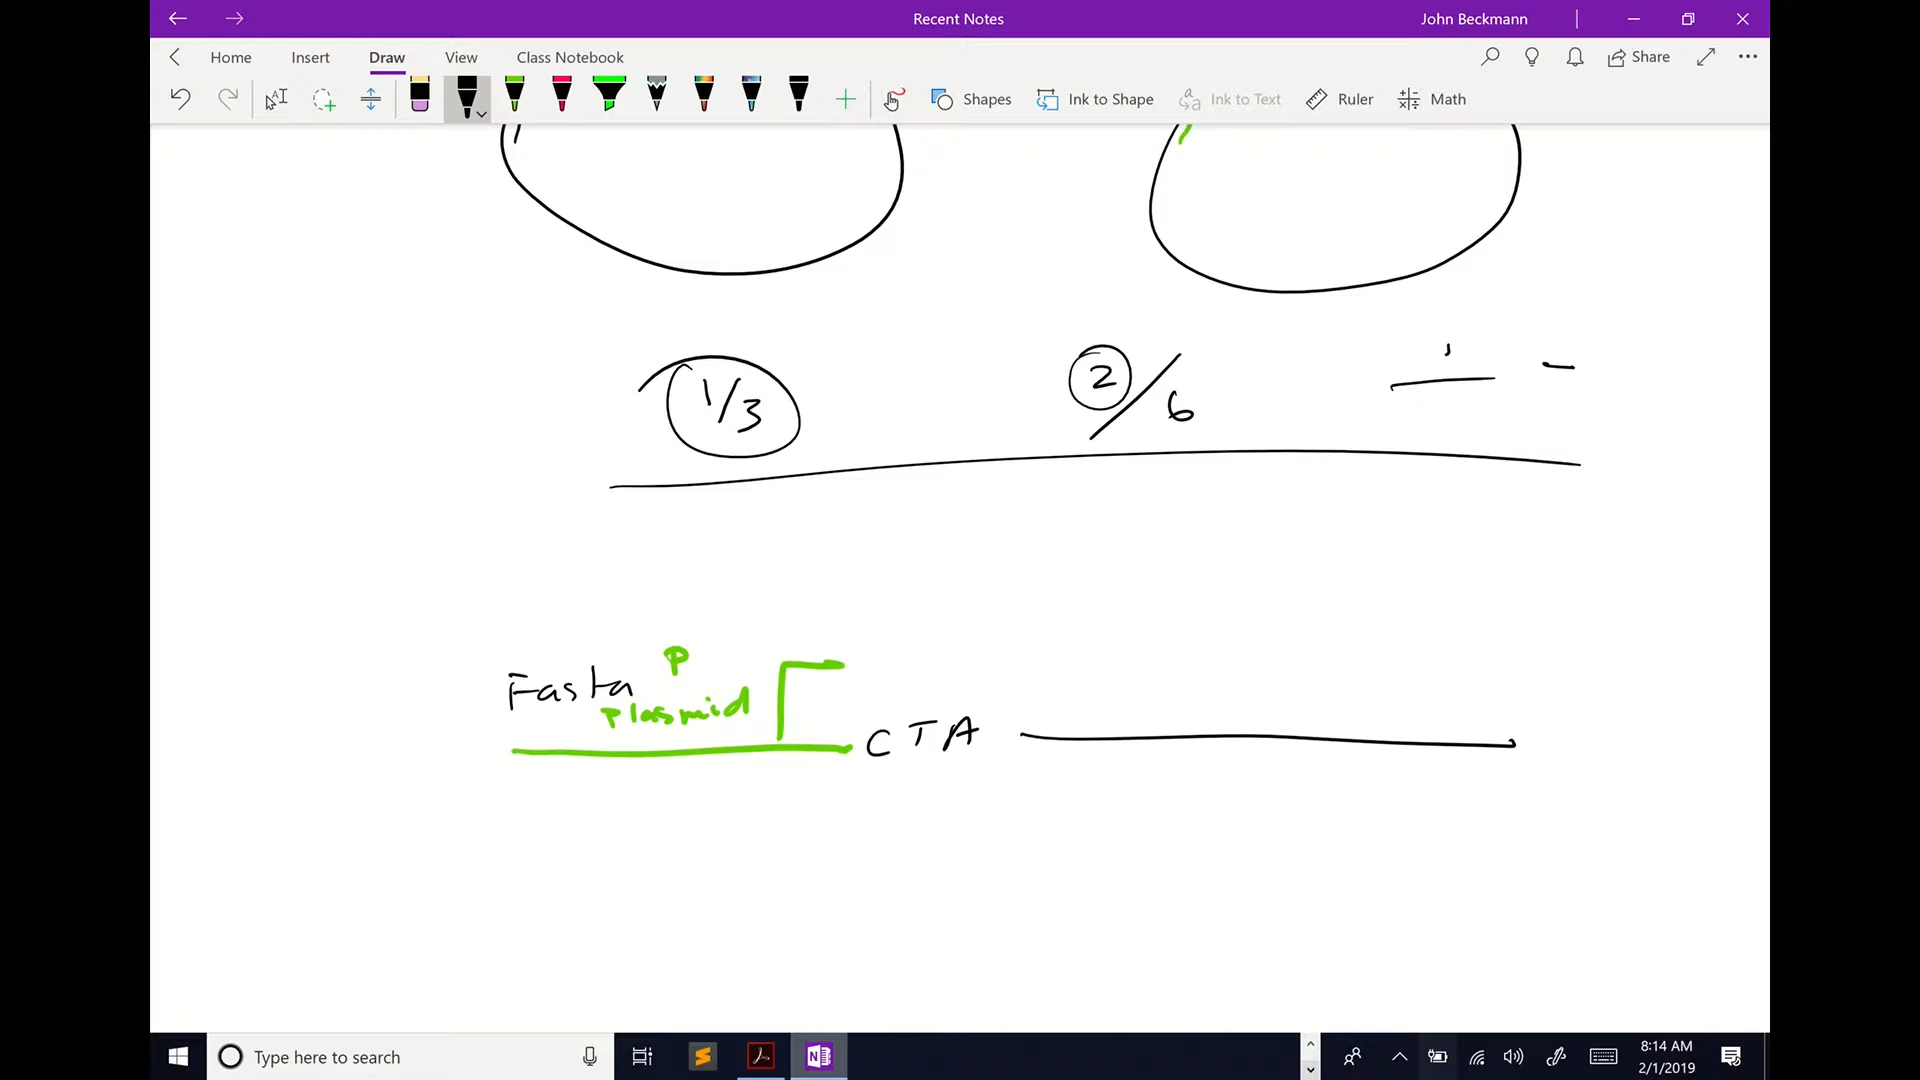 Recent Notes
John Beckmann
Home Insert Draw View Class Notebook
Share
Shapes Ink to Shape Ink to Text Ruler Math
1/3
2/6
Fasta P
Plasmid
CTA
Type here to search
8:14 AM
2/1/2019